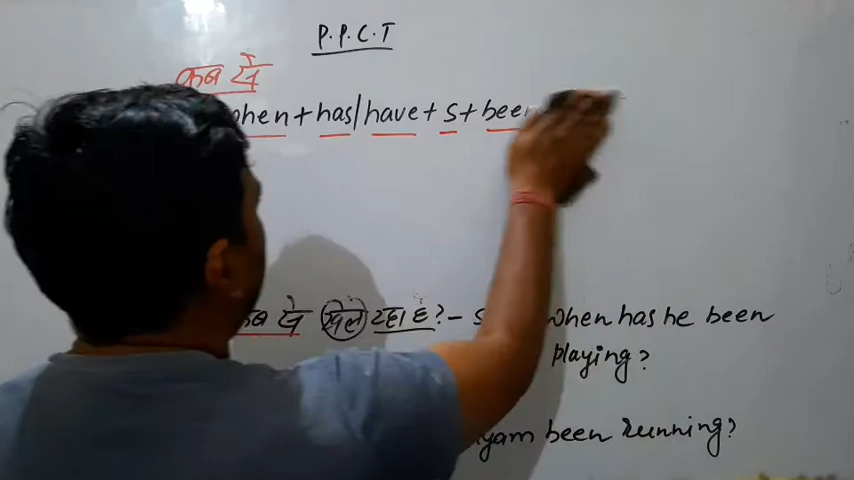 P.P.C.T
कब से
when + has/have + S + been
से खेल रहा है? - S when has he been
playing?
yam been running?